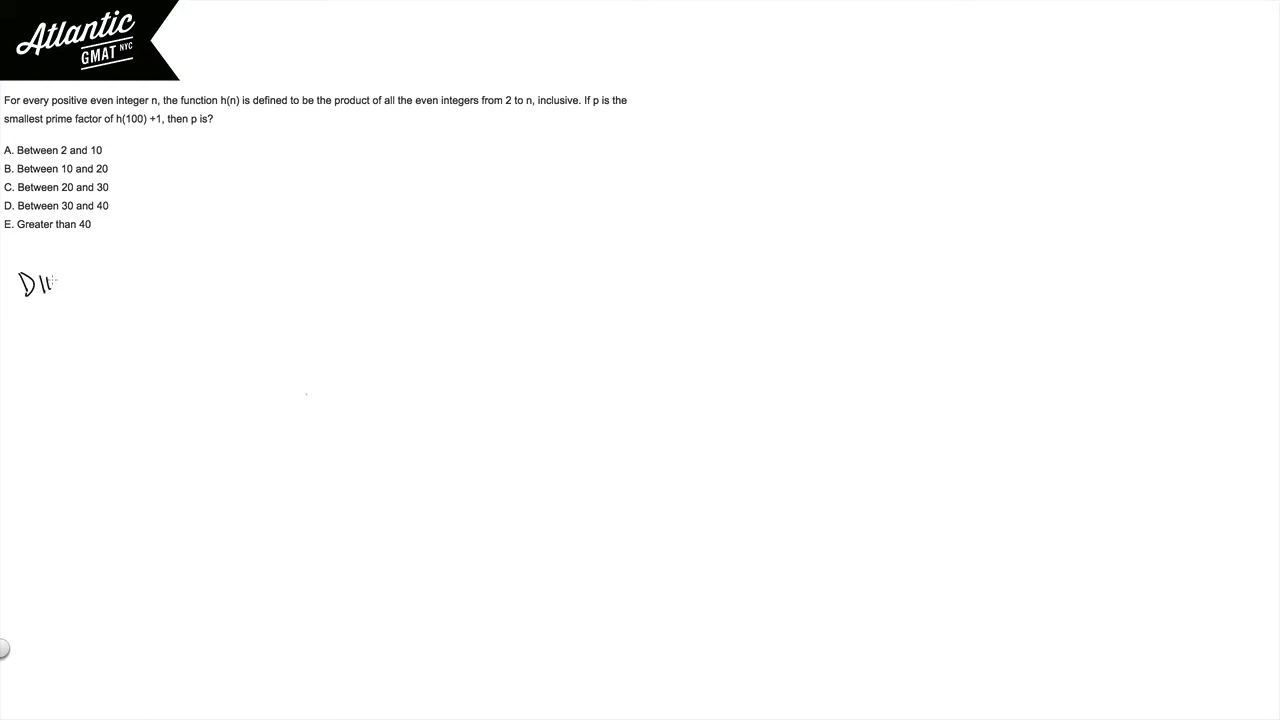 Atlantic
GMAT NYC
For every positive even integer n, the function h(n) is defined to be the product of all the even integers from 2 to n, inclusive. If p is the
smallest prime factor of h(100) +1, then p is?
A. Between 2 and 10
B. Between 10 and 20
C. Between 20 and 30
D. Between 30 and 40
E. Greater than 40